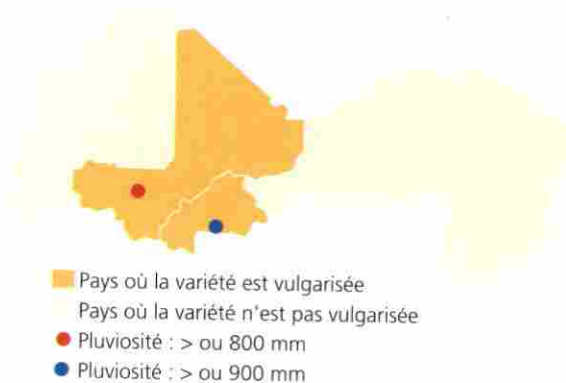 Pays où la variété est vulgarisée
Pays où la variété n'est pas vulgarisée
Pluviosité : > ou 800 mm
Pluviosité : > ou 900 mm